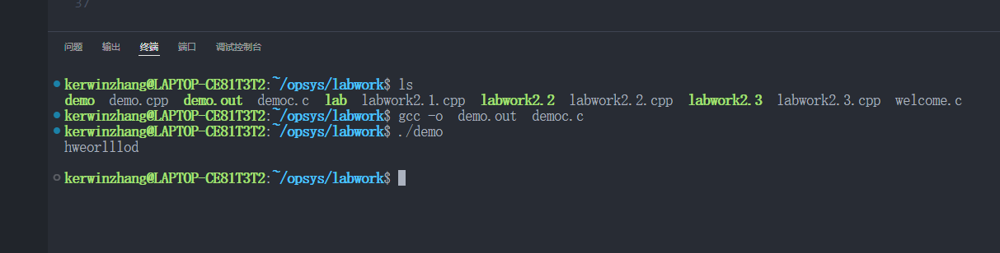 37
问题 输出 终端 端口 调试控制台
kerwinzhang@LAPTOP-CE81T3T2:~/opsys/labwork$ ls
demo demo.cpp demo.out democ.c lab labwork2.1.cpp labwork2.2 labwork2.2.cpp labwork2.3 labwork2.3.cpp welcome.c
kerwinzhang@LAPTOP-CE81T3T2:~/opsys/labwork$ gcc -o demo.out democ.c
kerwinzhang@LAPTOP-CE81T3T2:~/opsys/labwork$ ./demo
hweorlllod
kerwinzhang@LAPTOP-CE81T3T2:~/opsys/labwork$